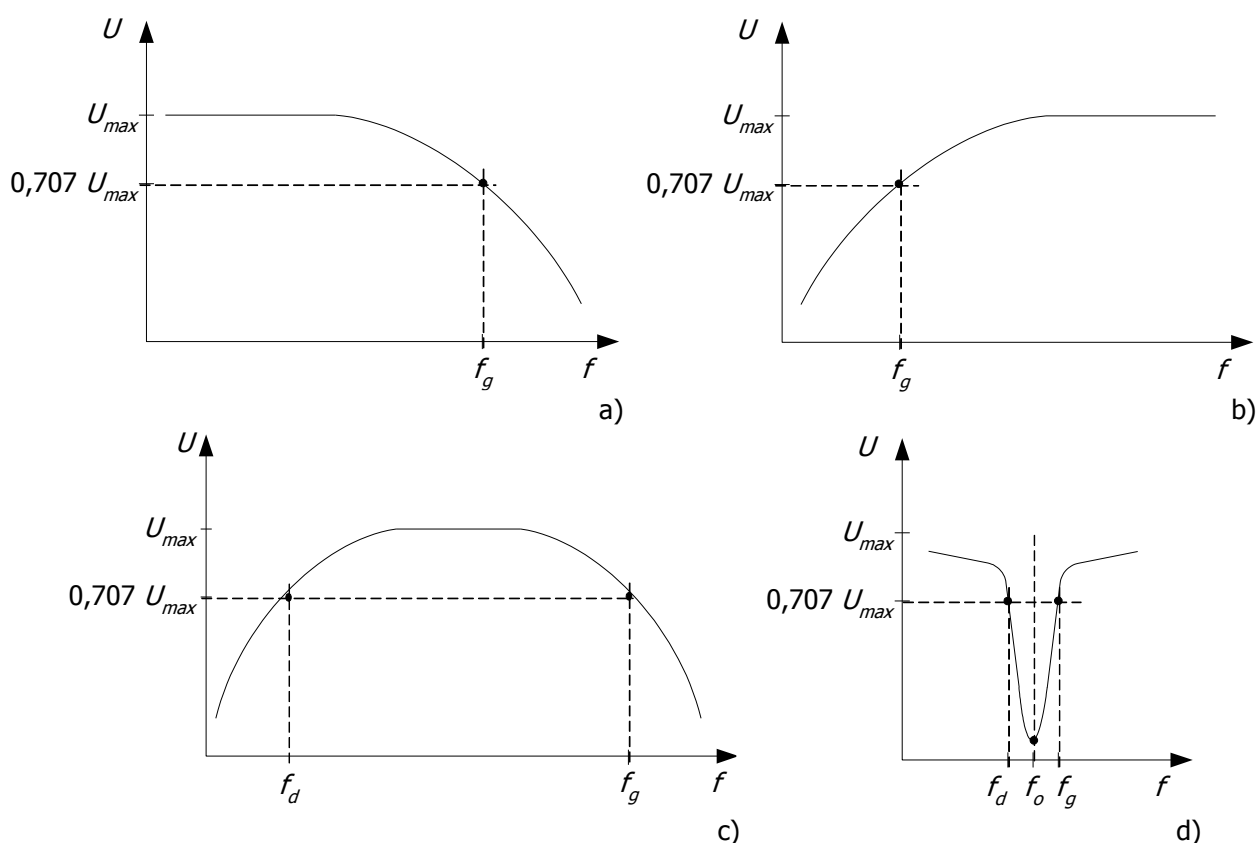 U
U
U_max
U_max
0,707 U_max
0,707 U_max
f_g
f
f_g
f
a)
b)
U
U
U_max
U_max
0,707 U_max
0,707 U_max
f_d
f_g
f
f_d
f_o
f_g
f
c)
d)